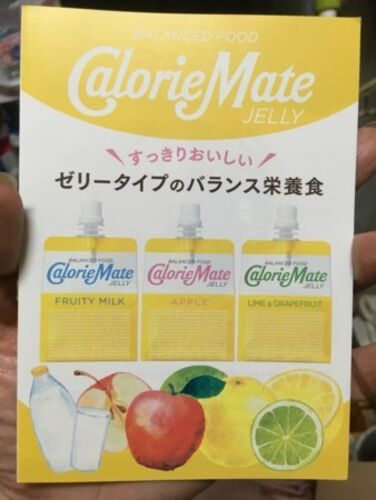 BALANCED FOOD
CalorieMate
JELLY
すっきりおいしい
ゼリータイプのバランス栄養食
BALANCED FOOD
CalorieMate
JELLY
FRUITY MILK
BALANCED FOOD
CalorieMate
JELLY
APPLE
BALANCED FOOD
CalorieMate
JELLY
LIME & GRAPEFRUIT